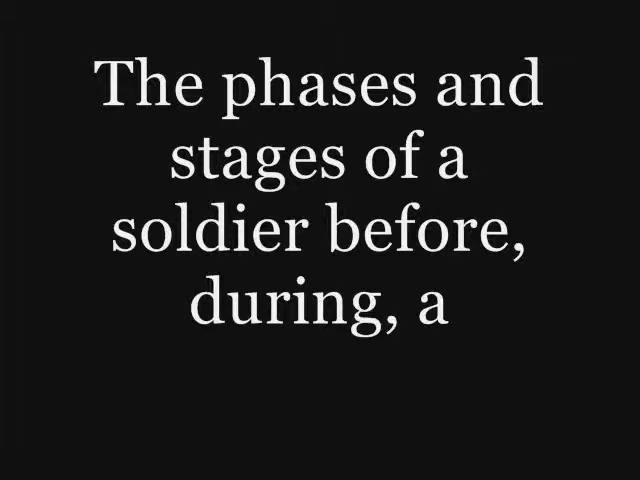 The phases and
stages of a
soldier before,
during, a